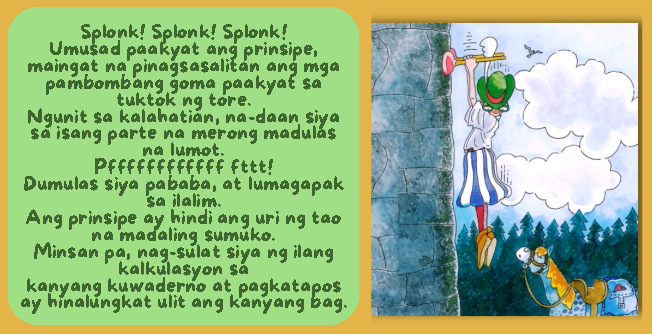 Splonk! Splonk! Splonk!
Umusad paakyat ang prinsipe,
maingat na pinagsasalitan ang mga
pambombang goma paakyat sa
tuktok ng tore.
Ngunit sa kalahatian, na-daan siya
sa isang parte na merong madulas
na lumot.
Pffffffffffff fttt!
Dumulas siya pababa, at lumagapak
sa ilalim.
Ang prinsipe ay hindi ang uri ng tao
na madaling sumuko.
Minsan pa, nag-sulat siya ng ilang
kalkulasyon sa
kanyang kuwaderno at pagkatapos
ay hinalungkat ulit ang kanyang bag.